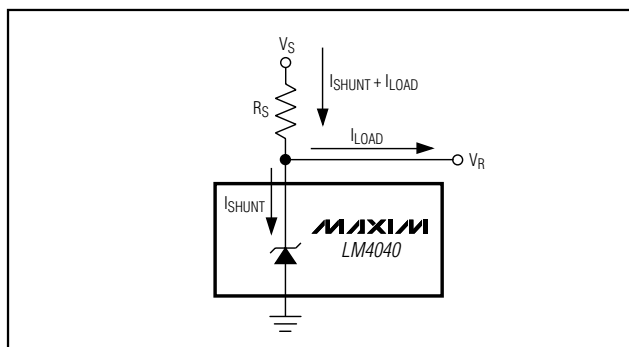 VS
ISHUNT + ILOAD
RS
ILOAD
VR
ISHUNT
MAXIM
LM4040